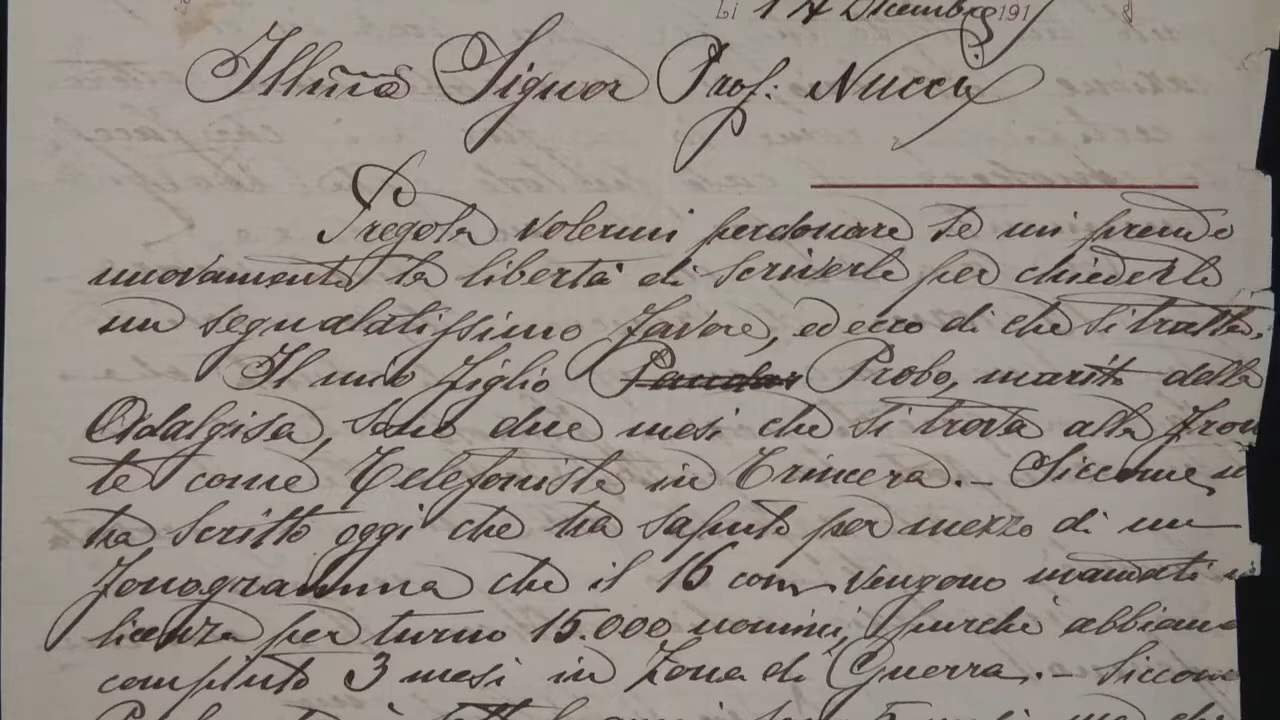 Li 14 Dicembre 191
Illmo Signor Prof: Nucci
Pregola volermi perdonare se mi prendo
nuovamente la libertà di scriverle per chiederle
un segnalatissimo favore, ed ecco di che si tratta.
Il mio figlio Probo, marito della
Adalgisa, sono due mesi che si trova alla fron
te come Telefonista in Trincera.- Siccome
ha scritto oggi che ha saputo per mezzo di un
fonogramma che il 16 corr vengono mandati
licenza per turno 15.000 uomini, purchè abbiano
compiuto 3 mesi in Zona di Guerra.- Siccome